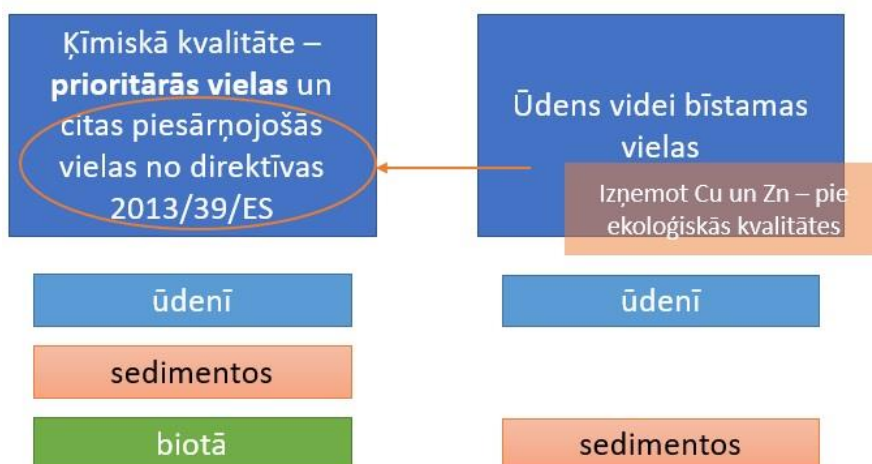 Ķīmiskā kvalitāte –
prioritārās vielas un
citas piesārņojošās
vielas no direktīvas
2013/39/ES
Ūdens videi bīstamas
vielas
Izņemot Cu un Zn – pie
ekoloģiskās kvalitātes
ūdenī
ūdenī
sedimentos
biotā
sedimentos